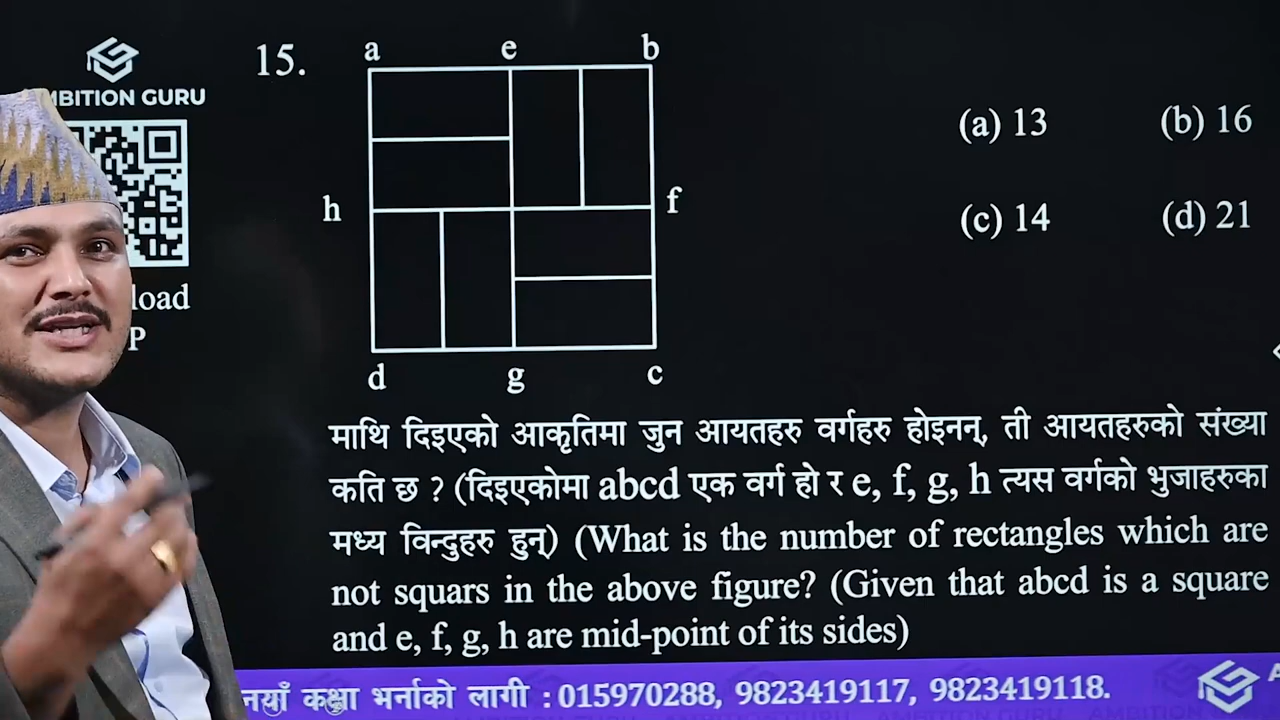 MBITION GURU
load
P
15.
a e b
h f
d g c
(a) 13 (b) 16
(c) 14 (d) 21
माथि दिइएको आकृतिमा जुन आयतहरु वर्गहरु होइनन्, ती आयतहरुको संख्या
कति छ ? (दिइएकोमा abcd एक वर्ग हो र e, f, g, h त्यस वर्गको भुजाहरुका
मध्य विन्दुहरु हुन्) (What is the number of rectangles which are
not squars in the above figure? (Given that abcd is a square
and e, f, g, h are mid-point of its sides)
नयाँ कक्षा भर्नाको लागी : 015970288, 9823419117, 9823419118.